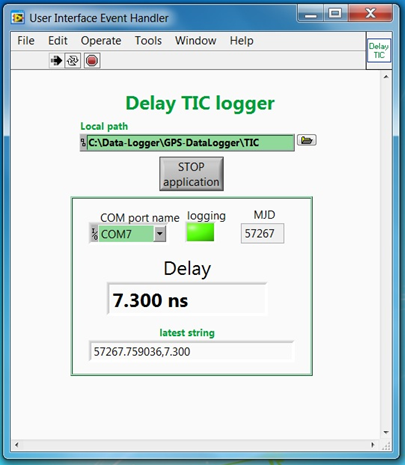 User Interface Event Handler
File Edit Operate Tools Window Help
Delay
TIC
Delay TIC logger
Local path
C:\Data-Logger\GPS-DataLogger\TIC
STOP
application
COM port name logging MJD
COM7 57267
Delay
7.300 ns
latest string
57267.759036,7.300